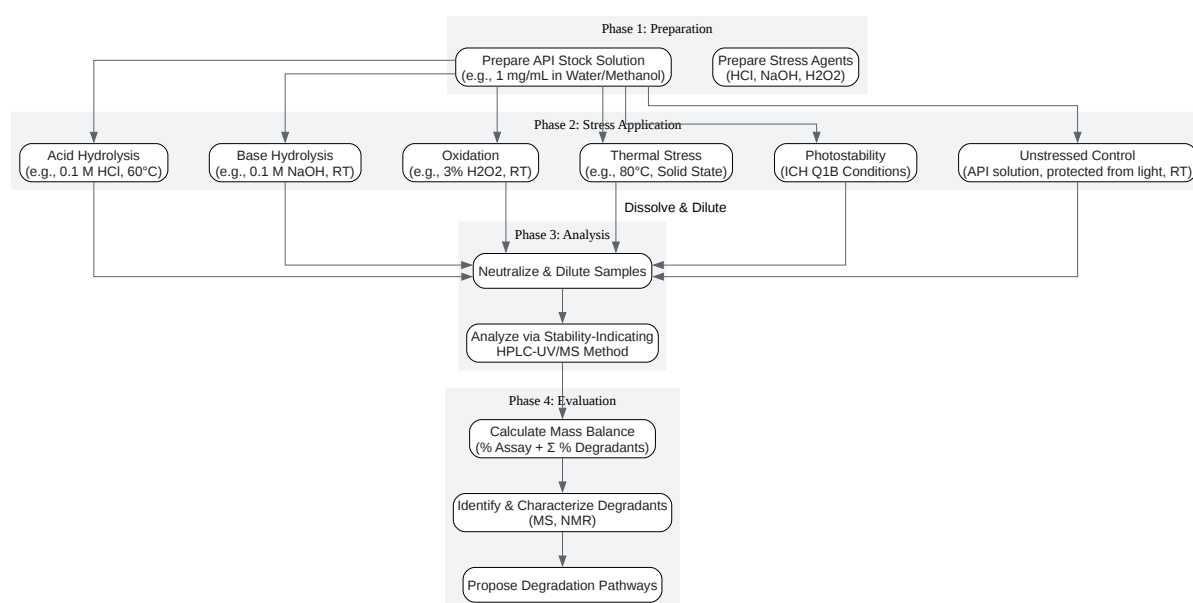 Phase 1: Preparation
Prepare API Stock Solution
(e.g., 1 mg/mL in Water/Methanol)
Prepare Stress Agents
(HCl, NaOH, H2O2)
Phase 2: Stress Application
Acid Hydrolysis
(e.g., 0.1 M HCl, 60°C)
Base Hydrolysis
(e.g., 0.1 M NaOH, RT)
Oxidation
(e.g., 3% H2O2, RT)
Thermal Stress
(e.g., 80°C, Solid State)
Photostability
(ICH Q1B Conditions)
Unstressed Control
(API solution, protected from light, RT)
Dissolve & Dilute
Phase 3: Analysis
Neutralize & Dilute Samples
Analyze via Stability-Indicating
HPLC-UV/MS Method
Phase 4: Evaluation
Calculate Mass Balance
(% Assay + Σ % Degradants)
Identify & Characterize Degradants
(MS, NMR)
Propose Degradation Pathways